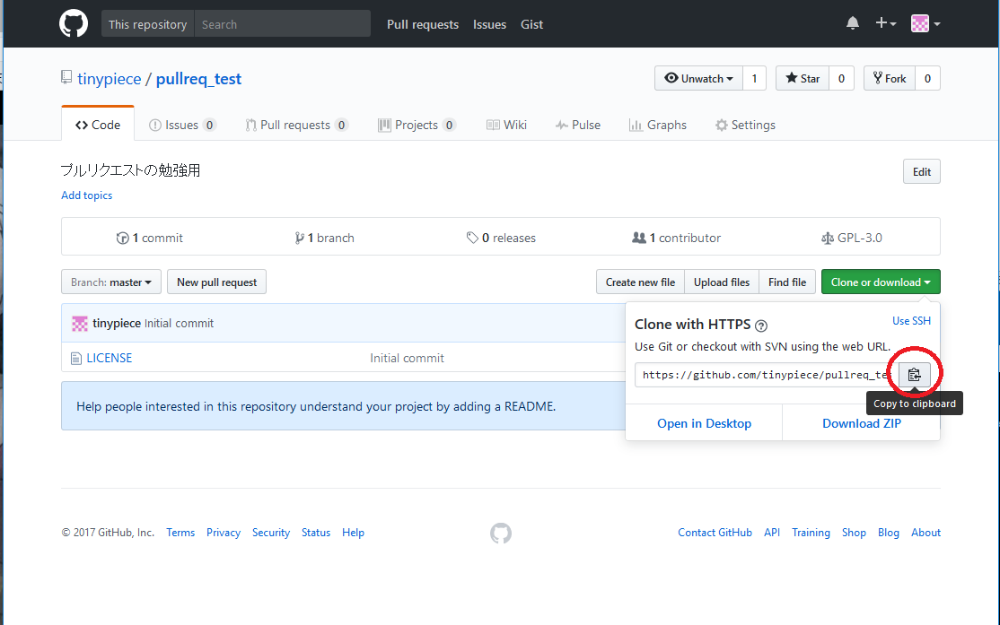 This repository Search Pull requests Issues Gist
tinypiece / pullreq_test Unwatch 1 Star 0 Fork 0
Code Issues 0 Pull requests 0 Projects 0 Wiki Pulse Graphs Settings
プルリクエストの勉強用 Edit
Add topics
1 commit 1 branch 0 releases 1 contributor GPL-3.0
Branch: master New pull request Create new file Upload files Find file Clone or download
tinypiece Initial commit
LICENSE Initial commit
Help people interested in this repository understand your project by adding a README.
Clone with HTTPS ? Use SSH
Use Git or checkout with SVN using the web URL.
https://github.com/tinypiece/pullreq_tes
Copy to clipboard
Open in Desktop Download ZIP
© 2017 GitHub, Inc. Terms Privacy Security Status Help Contact GitHub API Training Shop Blog About